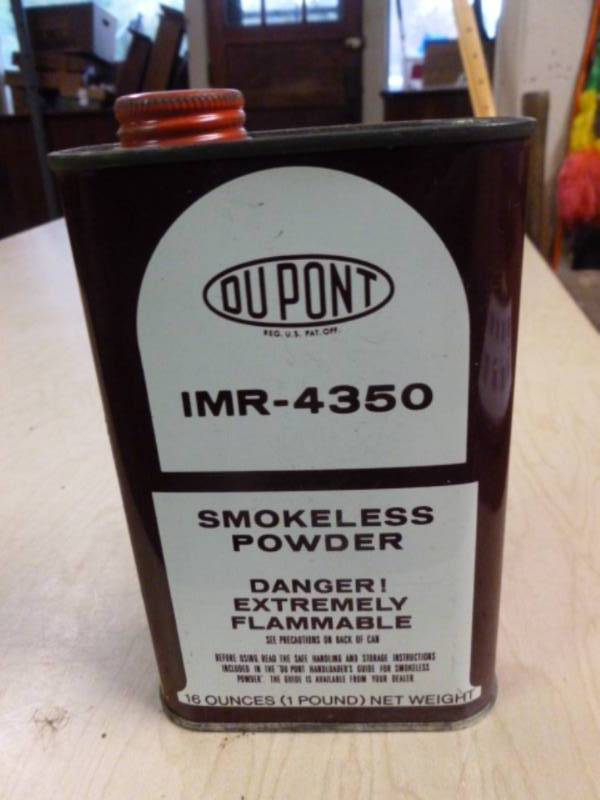 DU PONT
REG. U.S. PAT. OFF.
IMR-4350
SMOKELESS
POWDER
DANGER!
EXTREMELY
FLAMMABLE
SEE PRECAUTIONS ON BACK OF CAN
BEFORE USING READ THE SAFE HANDLING AND STORAGE INSTRUCTIONS
INCLUDED IN THE "DU PONT HANDLOADER'S GUIDE FOR SMOKELESS
POWDER" THE GUIDE IS AVAILABLE FROM YOUR DEALER
16 OUNCES (1 POUND) NET WEIGHT